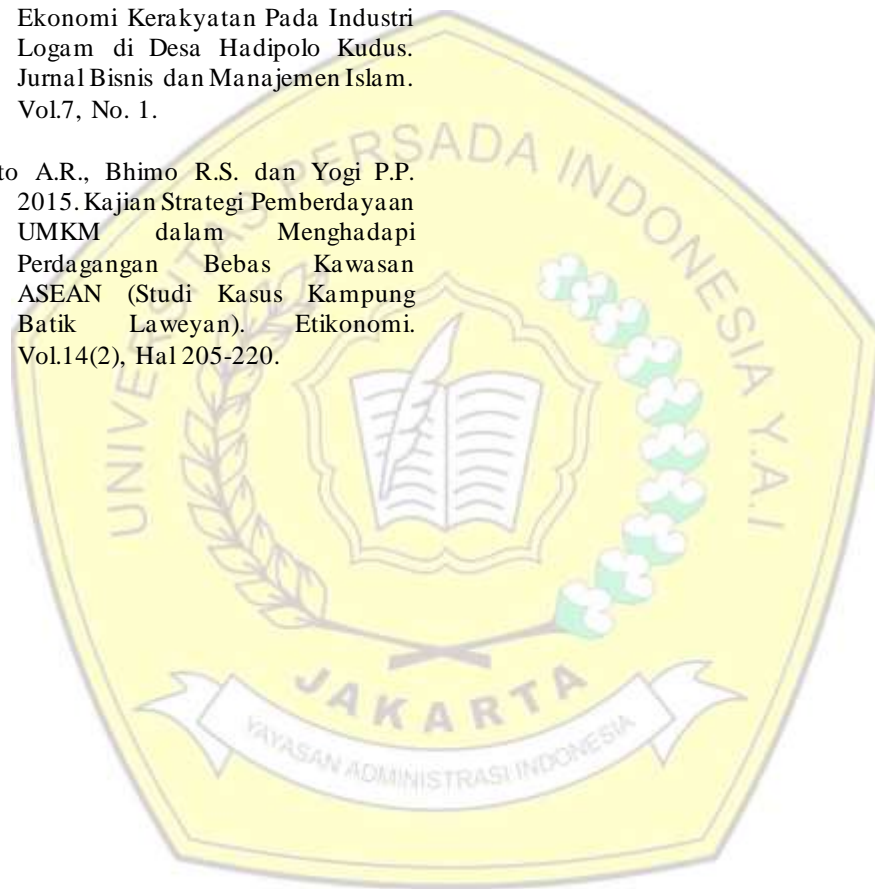 Ekonomi Kerakyatan Pada Industri
Logam di Desa Hadipolo Kudus.
Jurnal Bisnis dan Manajemen Islam.
Vol.7, No. 1.
to A.R., Bhimo R.S. dan Yogi P.P.
2015. Kajian Strategi Pemberdayaan
UMKM dalam Menghadapi
Perdagangan Bebas Kawasan
ASEAN (Studi Kasus Kampung
Batik Laweyan). Etikonomi.
Vol.14(2), Hal 205-220.
UNIVERSITAS PERSADA INDONESIA Y.A.I
JAKARTA
YAYASAN ADMINISTRASI INDONESIA